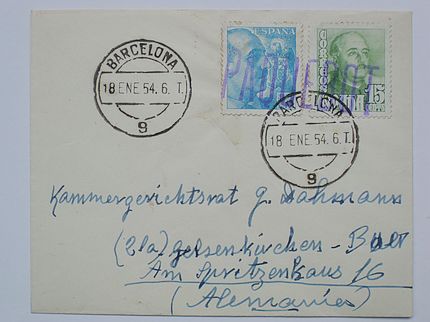 BARCELONA
18 ENE 54. 6. T.
9
ESPAÑA
PAQUEBOT
15
BARCELONA
18 ENE 54. 6. T.
9
Kammergerichtsrat G. Dahmann
(21a) Gelsenkirchen - Buer
Am Spritzenhaus 16
(Alemania)